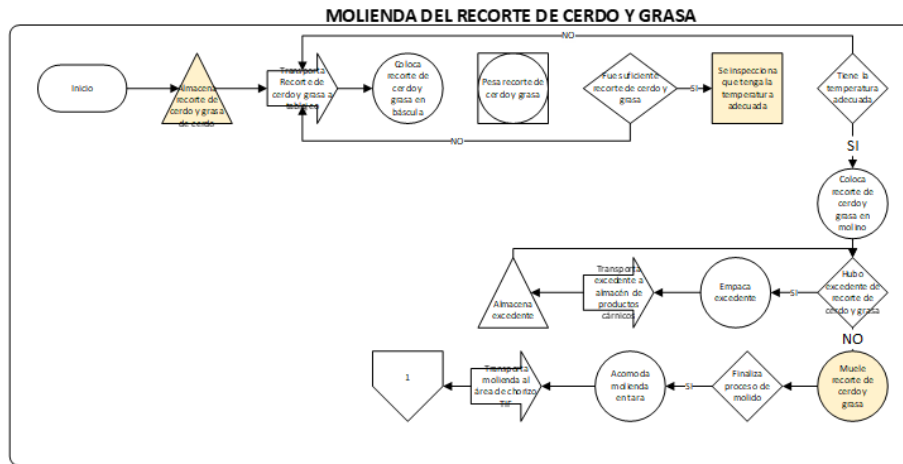 MOLIENDA DEL RECORTE DE CERDO Y GRASA
NO
Inicio
Almacena
recorte de
cerdo y grasa
de cerdo
Transporta
Recorte de
cerdo y grasa a
Coloca
recorte de
cerdo y
grasa en
báscula
Pesa recorte de
cerdo y grasa
Fue suficiente
recorte de cerdo y
grasa
SI
Se inspecciona
que tenga la
temperatura
adecuada
Tiene la
temperatura
adecuada
NO
SI
Coloca
recorte de
cerdo y
grasa en
molino
Almacena
excedente
Transporta
excedente a
almacén de
productos
cárnicos
Empaca
excedente
SI
Hubo
excedente de
recorte de
cerdo y grasa
NO
1
Transporta
molienda al
área de chorizo
TIF
Acomoda
molienda
en tara
SI
Finaliza
proceso de
molido
Muele
recorte de
cerdo y
grasa